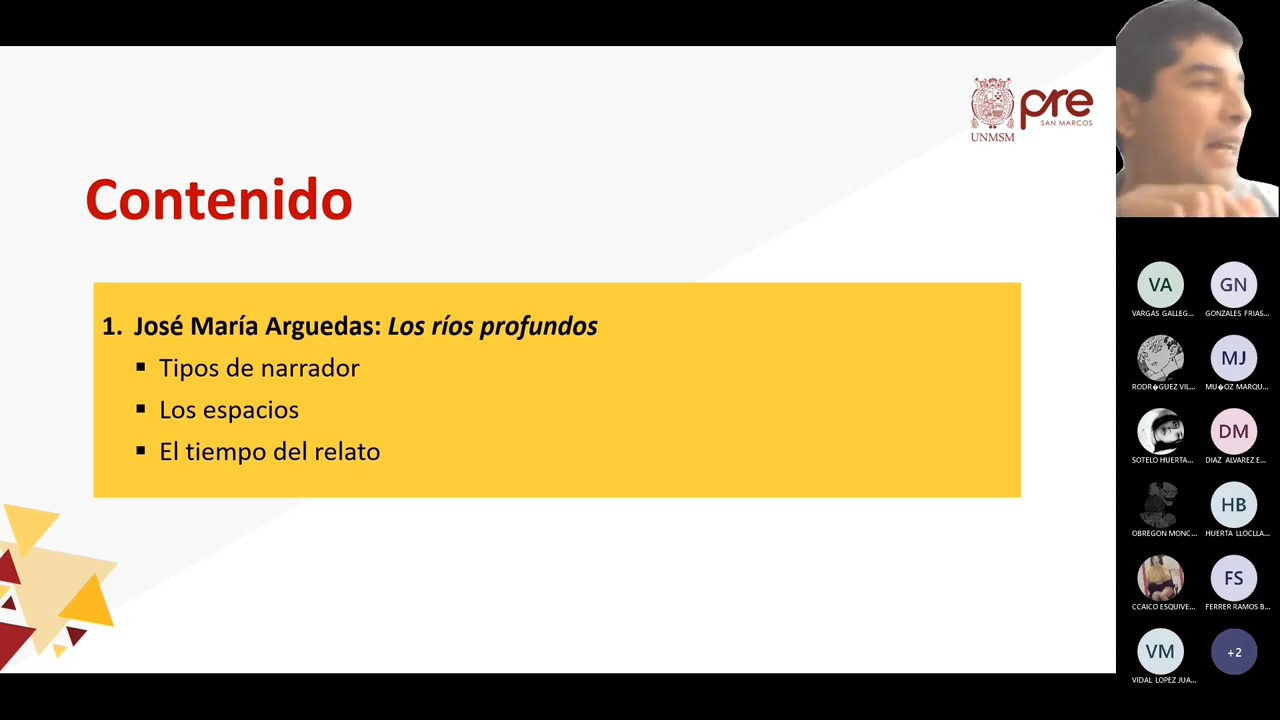 UNMSM
pre
SAN MARCOS
Contenido
1. José María Arguedas: Los ríos profundos
▪ Tipos de narrador
▪ Los espacios
▪ El tiempo del relato
VA
GN
VARGAS GALLEG...
GONZALES FRIAS...
MJ
RODR�GUEZ VIL...
MU�OZ MARQU...
DM
SOTELO HUERTA...
DIAZ ALVAREZ E...
HB
OBREGON MONC...
HUERTA LLOCLLA...
FS
CCAICO ESQUIVE...
FERRER RAMOS B...
VM
+2
VIDAL LOPEZ JUA...